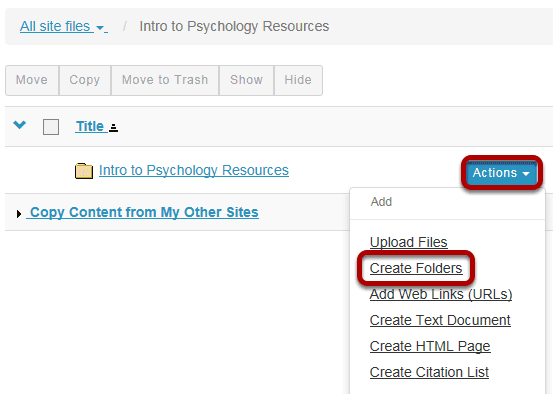 All site files / Intro to Psychology Resources
Move Copy Move to Trash Show Hide
Title
Intro to Psychology Resources Actions
Add
Copy Content from My Other Sites
Upload Files
Create Folders
Add Web Links (URLs)
Create Text Document
Create HTML Page
Create Citation List